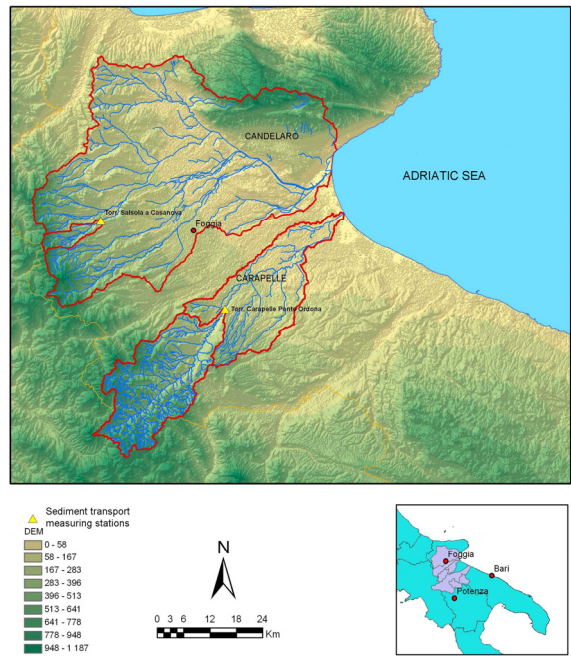 CANDELARO
ADRIATIC SEA
Torr. Salsola a Casanova
Foggia
CARAPELLE
Torr. Carapelle Ponte Ordona
Sediment transport
measuring stations
DEM
0 - 58
58 - 167
167 - 283
283 - 396
396 - 513
513 - 641
641 - 778
778 - 948
948 - 1 187
N
0 3 6 12 18 24
Km
Foggia
Bari
Potenza